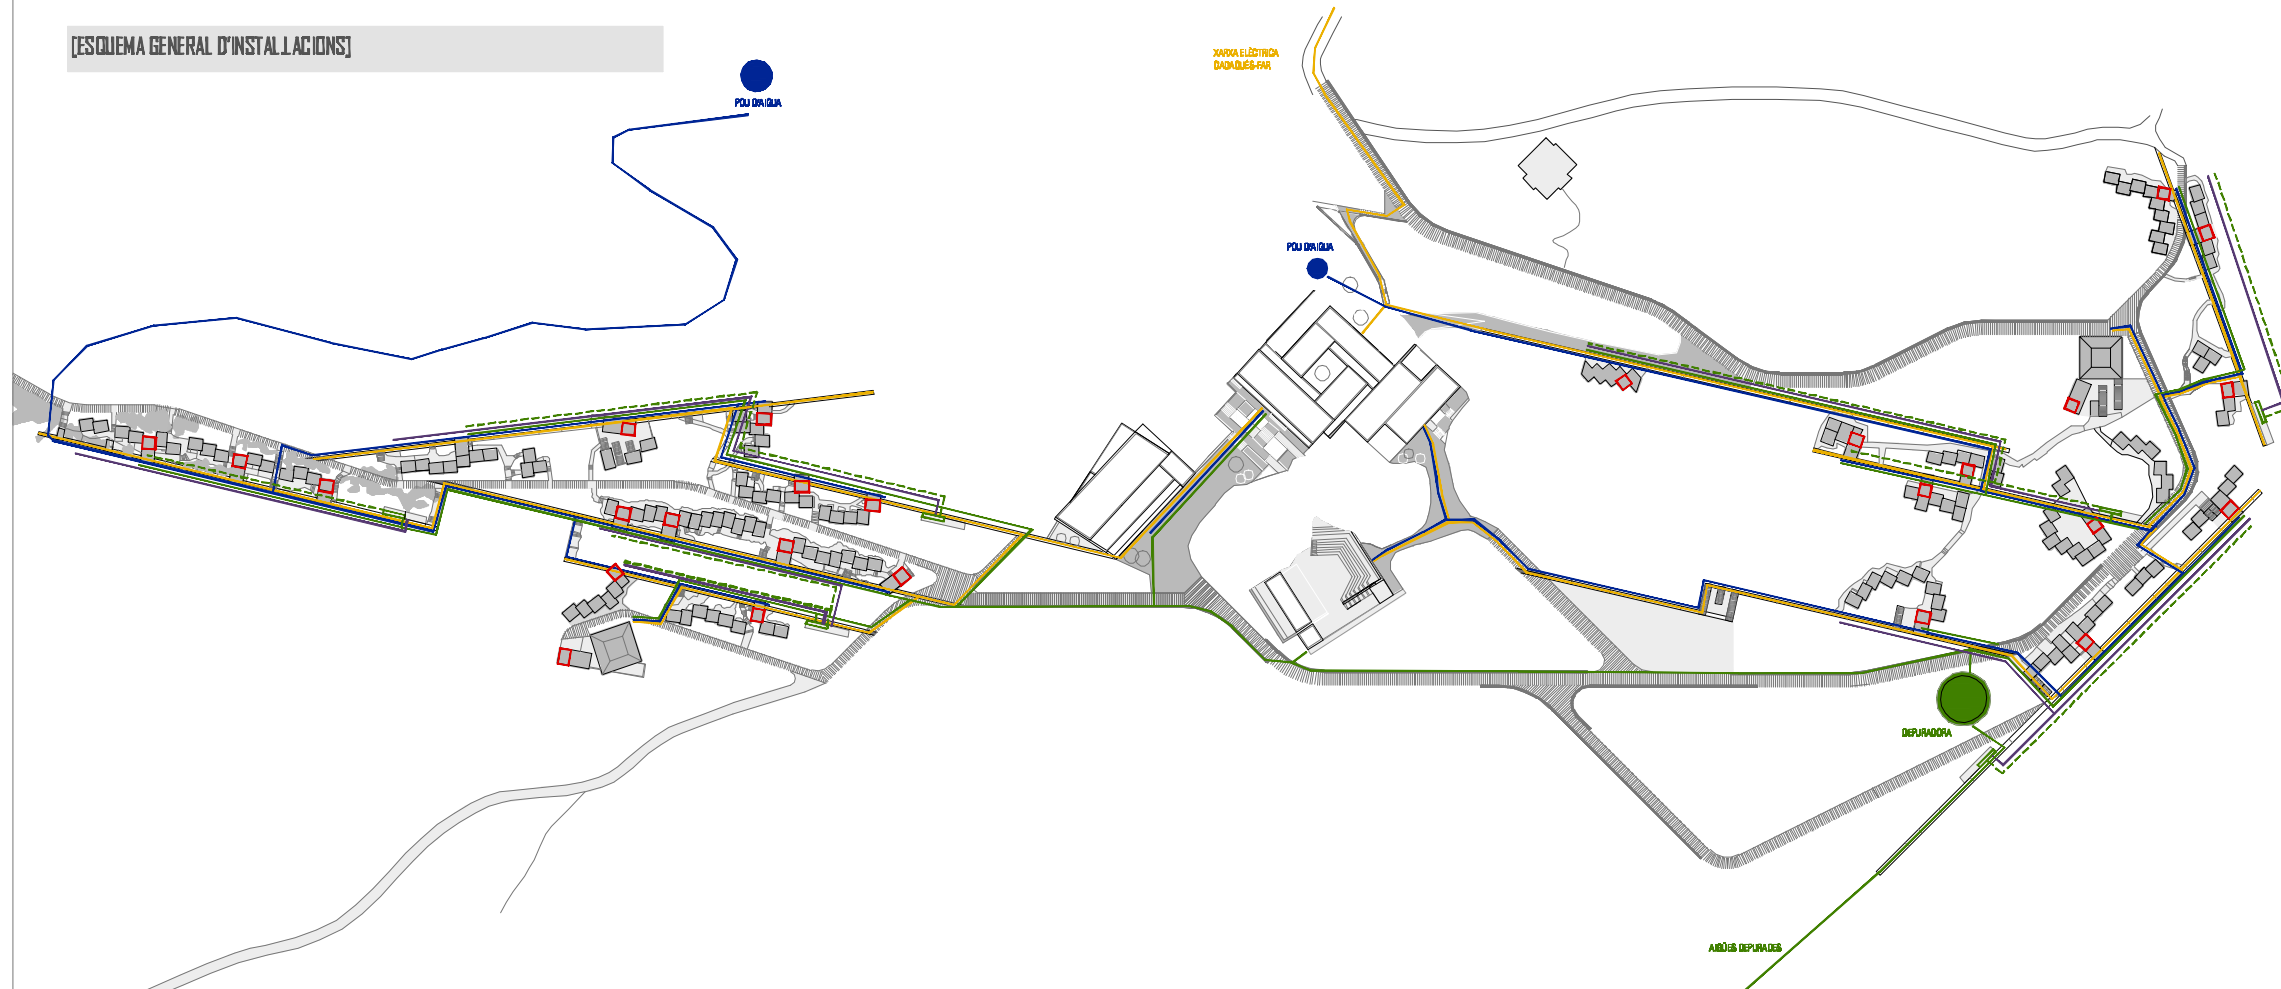 [ESQUEMA GENERAL D'INSTAL.LACIONS]
XARXA ELÈCTRICA
CADAQUÉS-FAR
POU D'AIGUA
POU D'AIGUA
DEPURADORA
AIGÜES DEPURADES